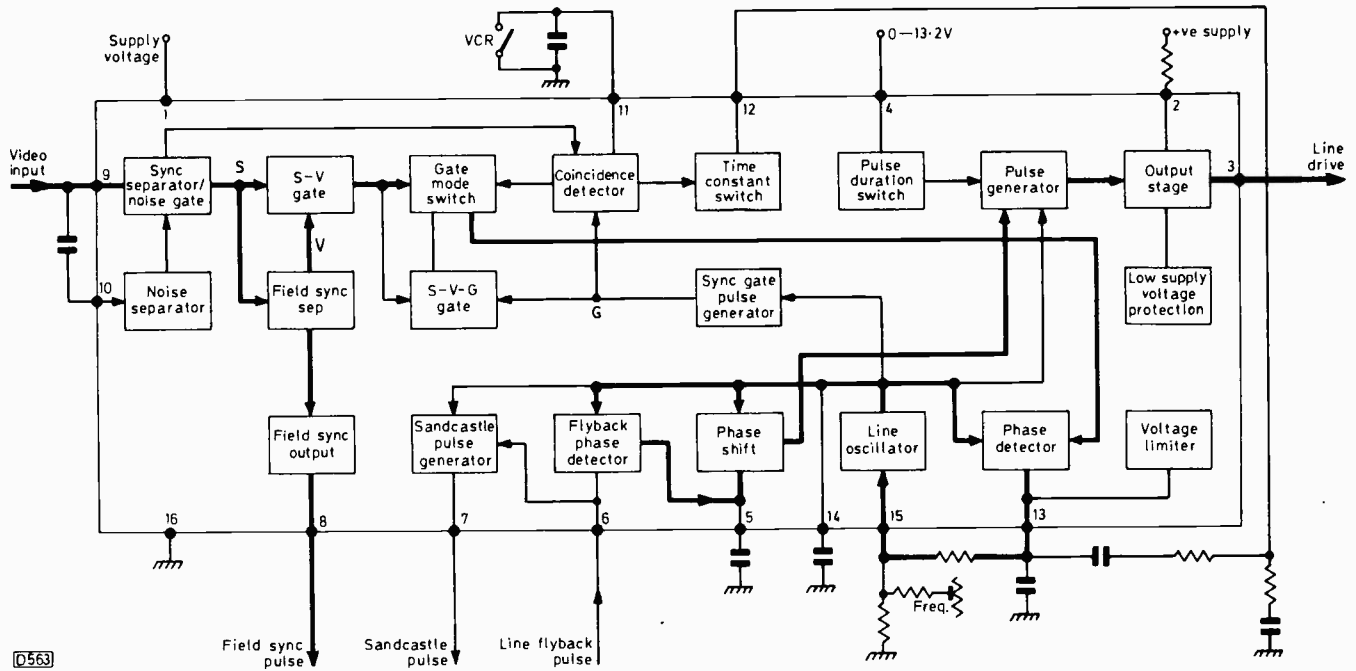 Supply
voltage
VCR
0—13·2V
+ve supply
1
11
12
4
2
Video
input
9
Sync
separator/
noise gate
S
S-V
gate
Gate
mode
switch
Coincidence
detector
Time
constant
switch
Pulse
duration
switch
Pulse
generator
Output
stage
3
Line
drive
V
10
Noise
separator
Field sync
sep
S-V-G
gate
G
Sync gate
pulse
generator
Low supply
voltage
protection
Field sync
output
Sandcastle
pulse
generator
Flyback
phase
detector
Phase
shift
Line
oscillator
Phase
detector
Voltage
limiter
16
8
7
6
5
14
15
13
Freq.
Field sync
pulse
Sandcastle
pulse
Line flyback
pulse
D563